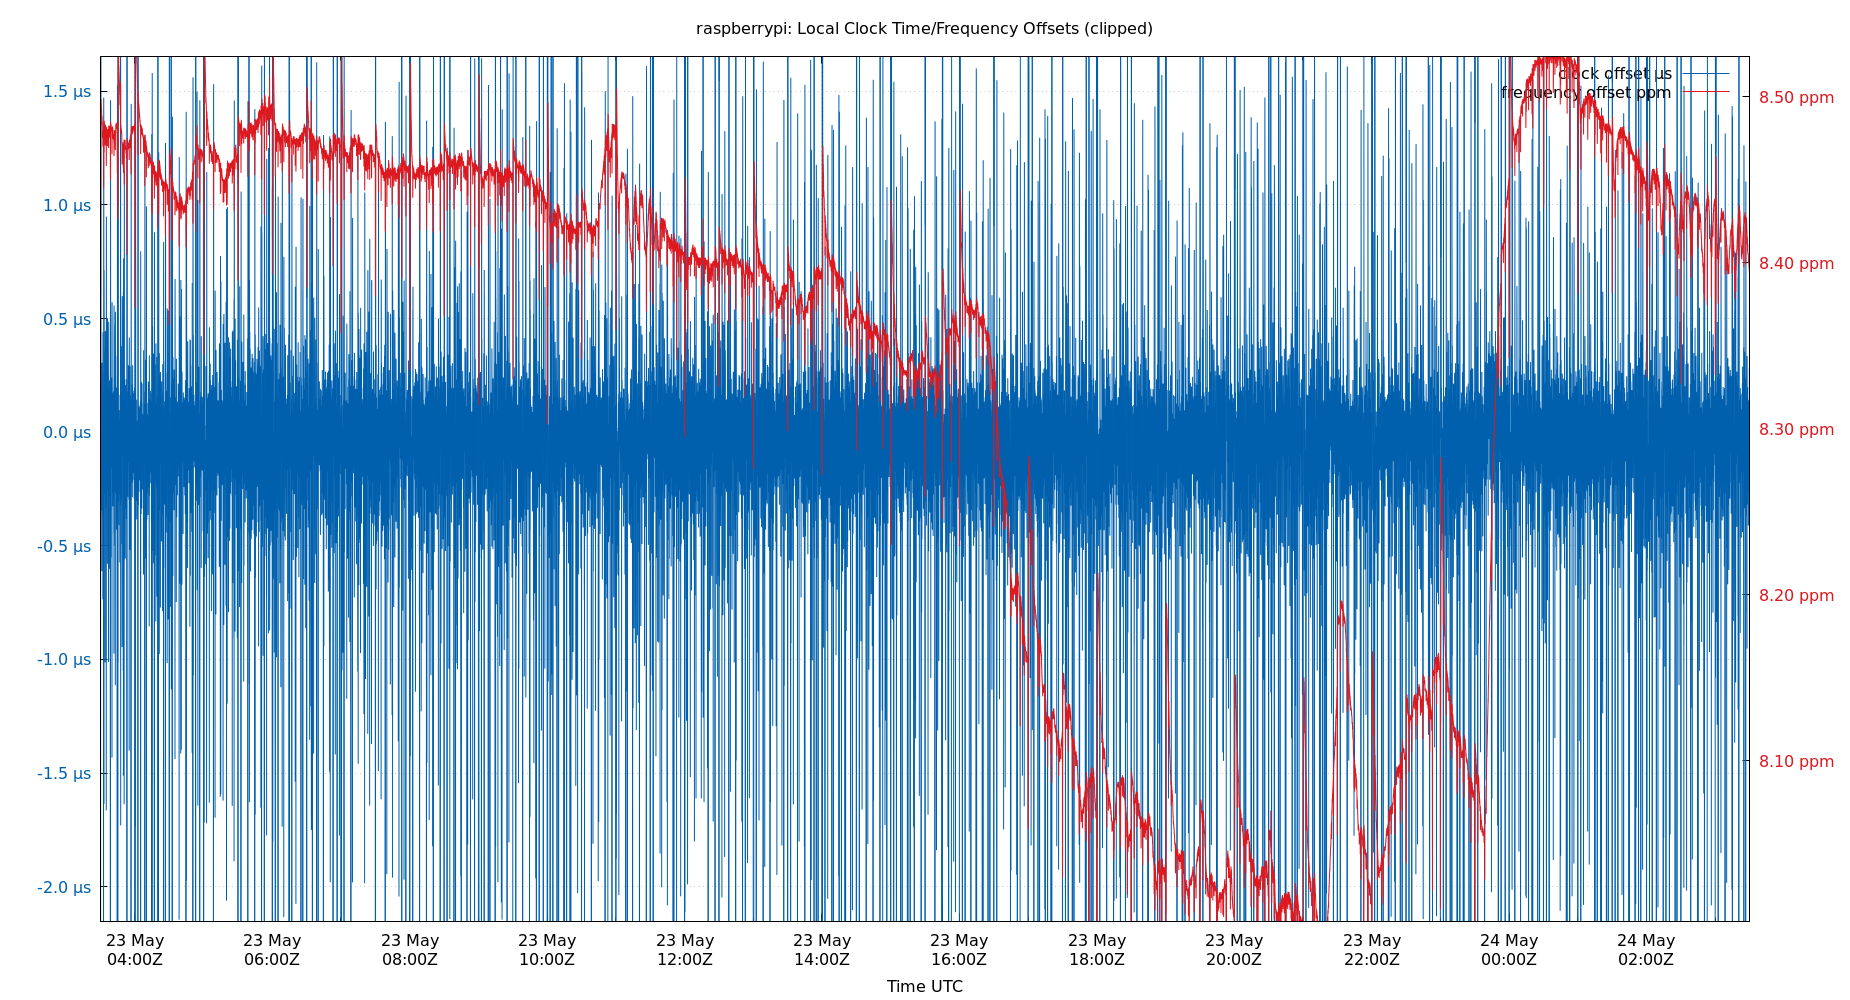 raspberrypi: Local Clock Time/Frequency Offsets (clipped)
clock offset µs
frequency offset ppm
1.5 µs
1.0 µs
0.5 µs
0.0 µs
-0.5 µs
-1.0 µs
-1.5 µs
-2.0 µs
8.50 ppm
8.40 ppm
8.30 ppm
8.20 ppm
8.10 ppm
23 May
04:00Z
23 May
06:00Z
23 May
08:00Z
23 May
10:00Z
23 May
12:00Z
23 May
14:00Z
23 May
16:00Z
23 May
18:00Z
23 May
20:00Z
23 May
22:00Z
24 May
00:00Z
24 May
02:00Z
Time UTC